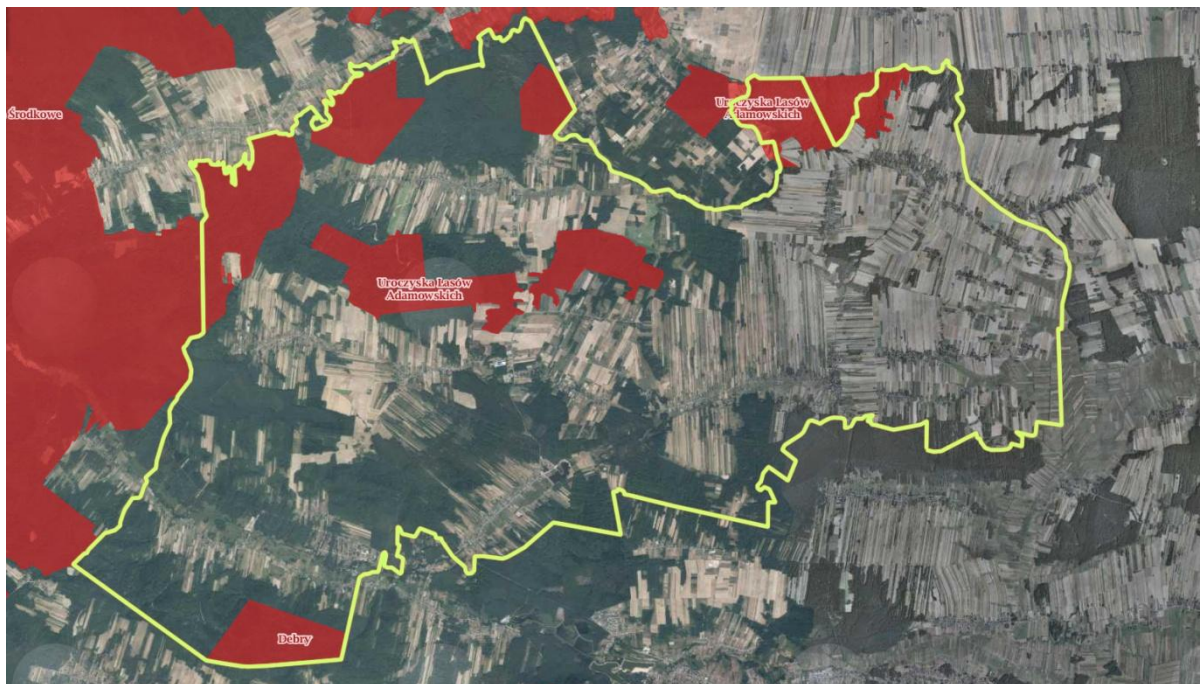 Środkowe
Uroczyska Lasów
Adamowskich
Uroczyska Lasów
Adamowskich
Debry